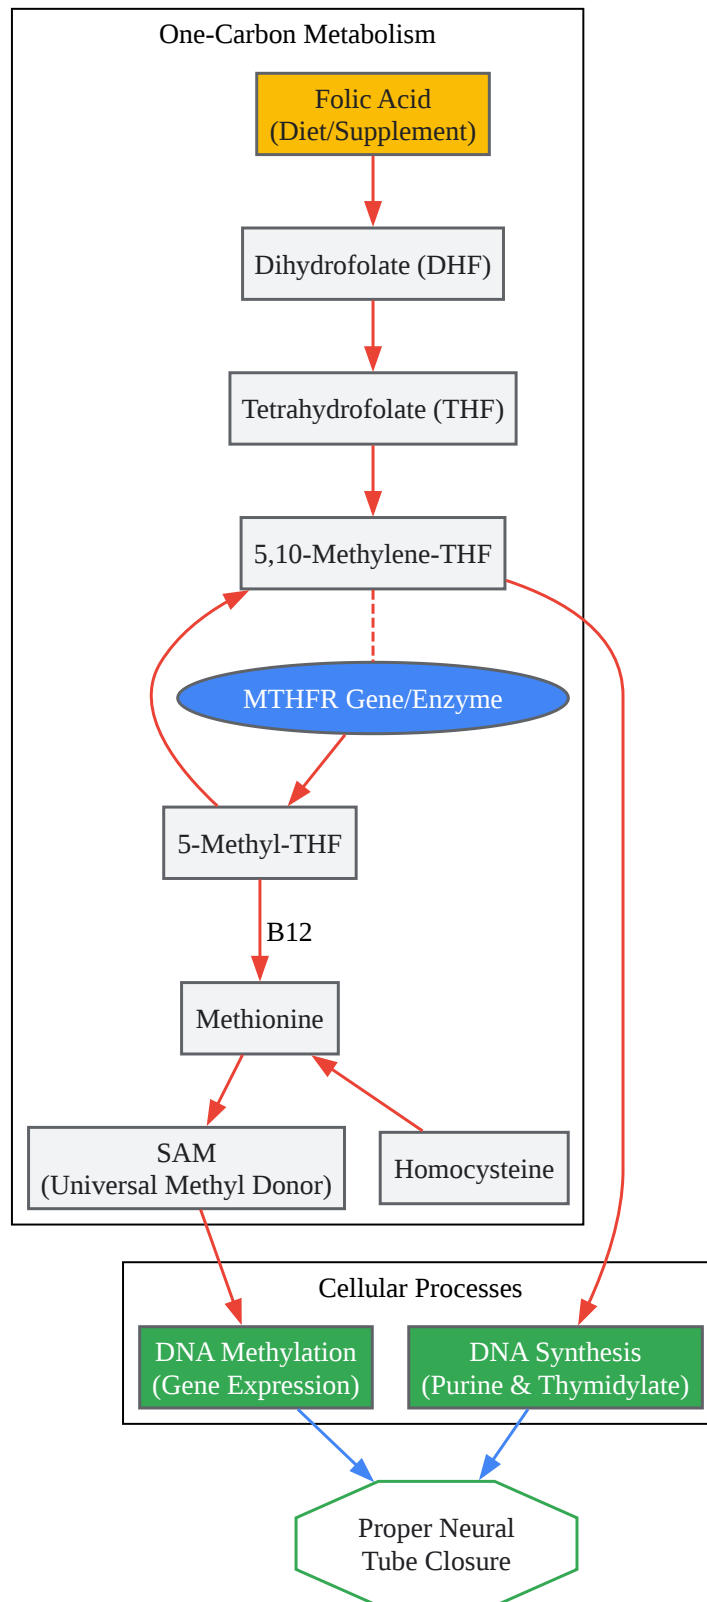 One-Carbon Metabolism
Folic Acid
(Diet/Supplement)
Dihydrofolate (DHF)
Tetrahydrofolate (THF)
5,10-Methylene-THF
MTHFR Gene/Enzyme
5-Methyl-THF
B12
Methionine
SAM
(Universal Methyl Donor)
Homocysteine
Cellular Processes
DNA Methylation
(Gene Expression)
DNA Synthesis
(Purine & Thymidylate)
Proper Neural
Tube Closure